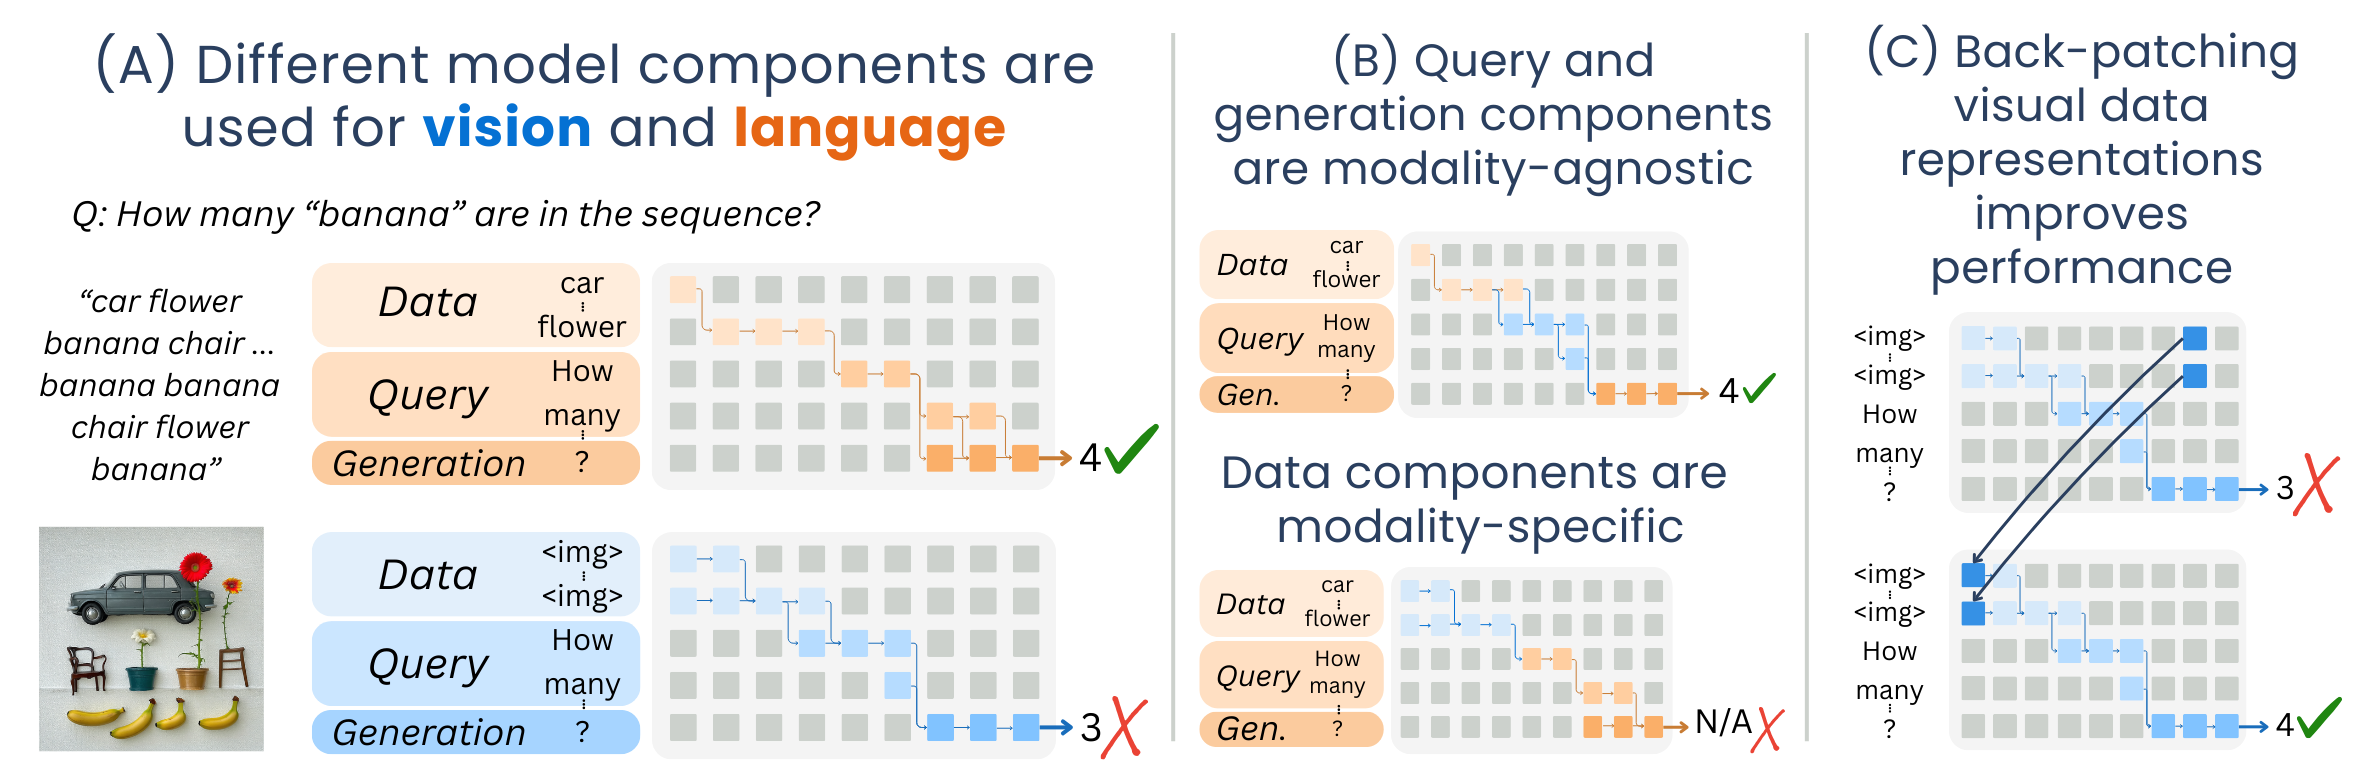 (A) Different model components are
used for vision and language
Q: How many “banana” are in the sequence?
“car flower
banana chair ...
banana banana
chair flower
banana”
Data
car
flower
Query
How
many
Generation
?
4
Data
<img>
<img>
Query
How
many
Generation
?
3
(B) Query and
generation components
are modality-agnostic
Data
car
flower
Query
How
many
Gen.
?
4
Data components are
modality-specific
Data
car
flower
Query
How
many
Gen.
?
N/A
(C) Back-patching
visual data
representations
improves
performance
<img>
<img>
How
many
?
3
<img>
<img>
How
many
?
4